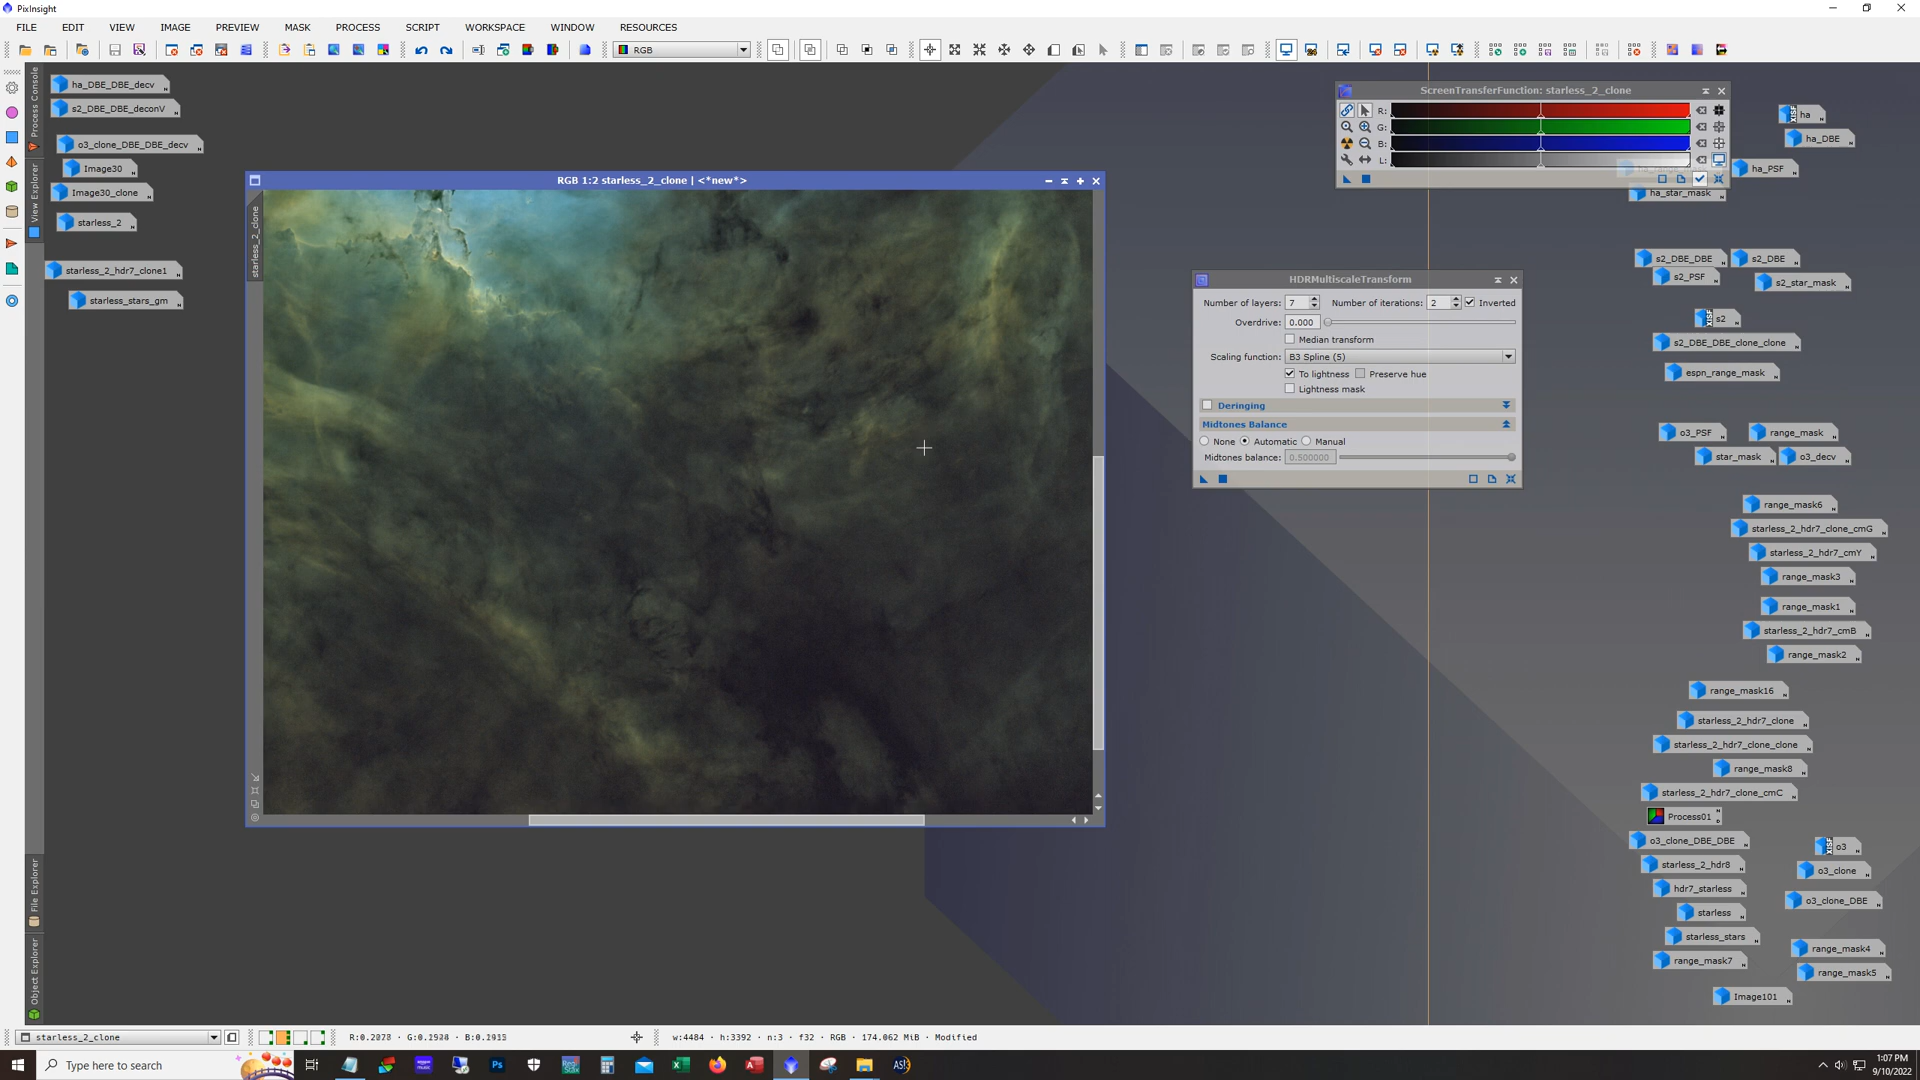 PixInsight
FILE EDIT VIEW IMAGE PROCESS SCRIPT WORKSPACE WINDOW RESOURCES
PREVIEW MASK
RGB
Process Console
View Explorer
File Explorer
Object Explorer
ha_DBE_DBE_decv
s2_DBE_DBE_deconV
o3_clone_DBE_DBE_decv
Image30
Image30_clone
starless_2
starless_2_hdr7_clone1
starless_stars_gm
RGB 1:2 starless_2_clone | <*new*>
starless_2_clone
ScreenTransferFunction: starless_2_clone
R:
G:
B:
L:
HDRMultiscaleTransform
Number of layers: 7 Number of iterations: 2 Inverted
Overdrive: 0.000
Median transform
Scaling function: B3 Spline (5)
To lightness Preserve hue
Lightness mask
Deringing
Midtones Balance
None Automatic Manual
Midtones balance: 0.500000
ha
ha_DBE
ha_PSF
ha_star_mask
s2_DBE_DBE
s2_DBE
s2_PSF
s2_star_mask
s2
s2_DBE_DBE_clone_clone
espn_range_mask
o3_PSF
range_mask
star_mask
o3_decv
range_mask6
starless_2_hdr7_clone_cmG
starless_2_hdr7_cmY
range_mask3
range_mask1
starless_2_hdr7_cmB
range_mask2
range_mask16
starless_2_hdr7_clone
starless_2_hdr7_clone_clone
range_mask8
starless_2_hdr7_clone_cmC
Process01
o3_clone_DBE_DBE
o3
starless_2_hdr8
o3_clone
hdr7_starless
o3_clone_DBE
starless
starless_stars
range_mask4
range_mask7
range_mask5
Image101
starless_2_clone
w:4484 · h:3392 · n:3 · f32 · RGB · 174.062 MiB · Modified
Type here to search
1:07 PM
9/10/2022